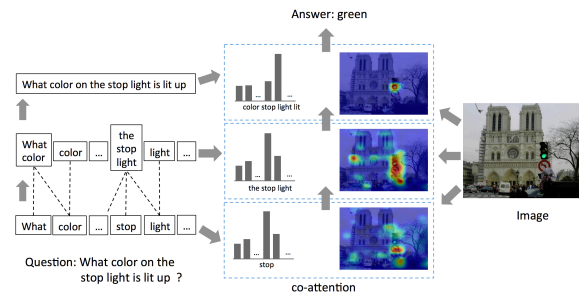 Answer: green
What color on the stop light is lit up
...
...
color stop light lit
What
color
color
...
the
stop
light
light
...
...
...
the stop light
What
color
...
stop
light
...
...
...
stop
Image
Question: What color on the
stop light is lit up ?
co-attention